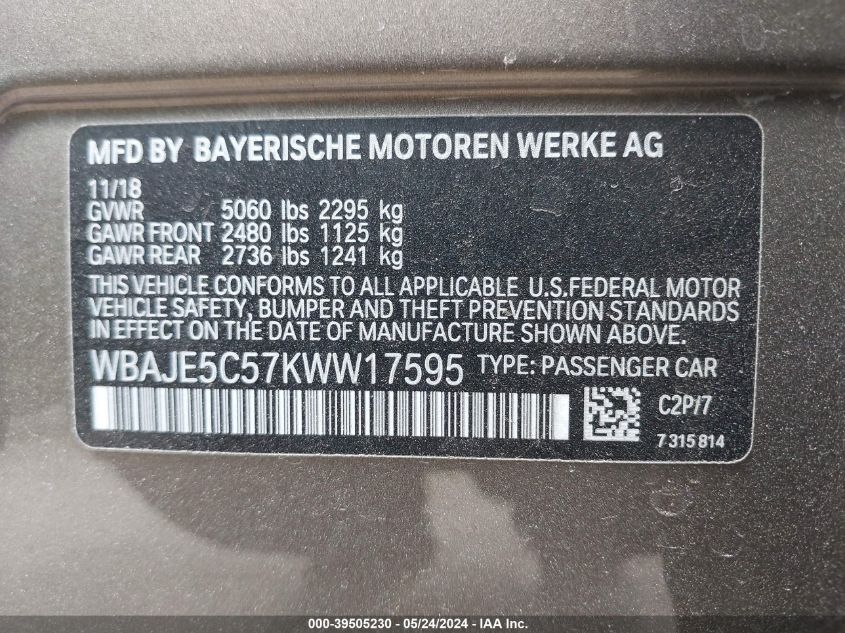 MFD BY BAYERISCHE MOTOREN WERKE AG
11/18
GVWR 5060 lbs 2295 kg
GAWR FRONT 2480 lbs 1125 kg
GAWR REAR 2736 lbs 1241 kg
THIS VEHICLE CONFORMS TO ALL APPLICABLE U.S.FEDERAL MOTOR
VEHICLE SAFETY, BUMPER AND THEFT PREVENTION STANDARDS
IN EFFECT ON THE DATE OF MANUFACTURE SHOWN ABOVE.
WBAJE5C57KWW17595 TYPE: PASSENGER CAR
C2P/7
7 315 814
000-39505230 - 05/24/2024 - IAA Inc.